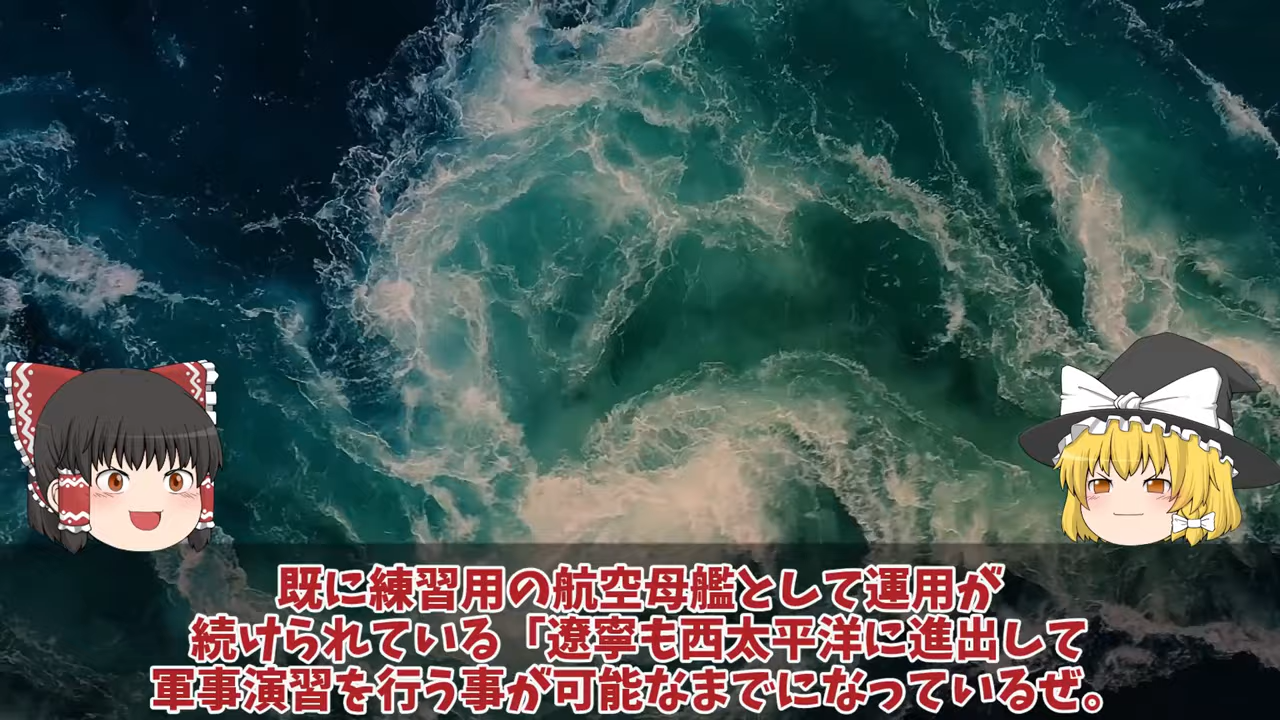 既に練習用の航空母艦として運用が
続けられている「遼寧も西太平洋に進出して
軍事演習を行う事が可能なまでになっているぜ。